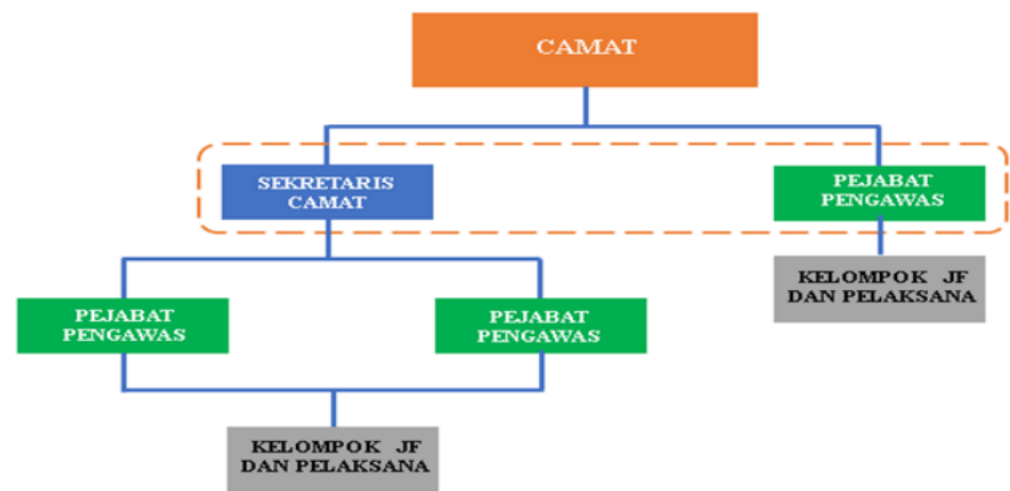 CAMAT
SEKRETARIS
CAMAT
PEJABAT
PENGAWAS
KELOMPOK JF
DAN PELAKSANA
PEJABAT
PENGAWAS
PEJABAT
PENGAWAS
KELOMPOK JF
DAN PELAKSANA